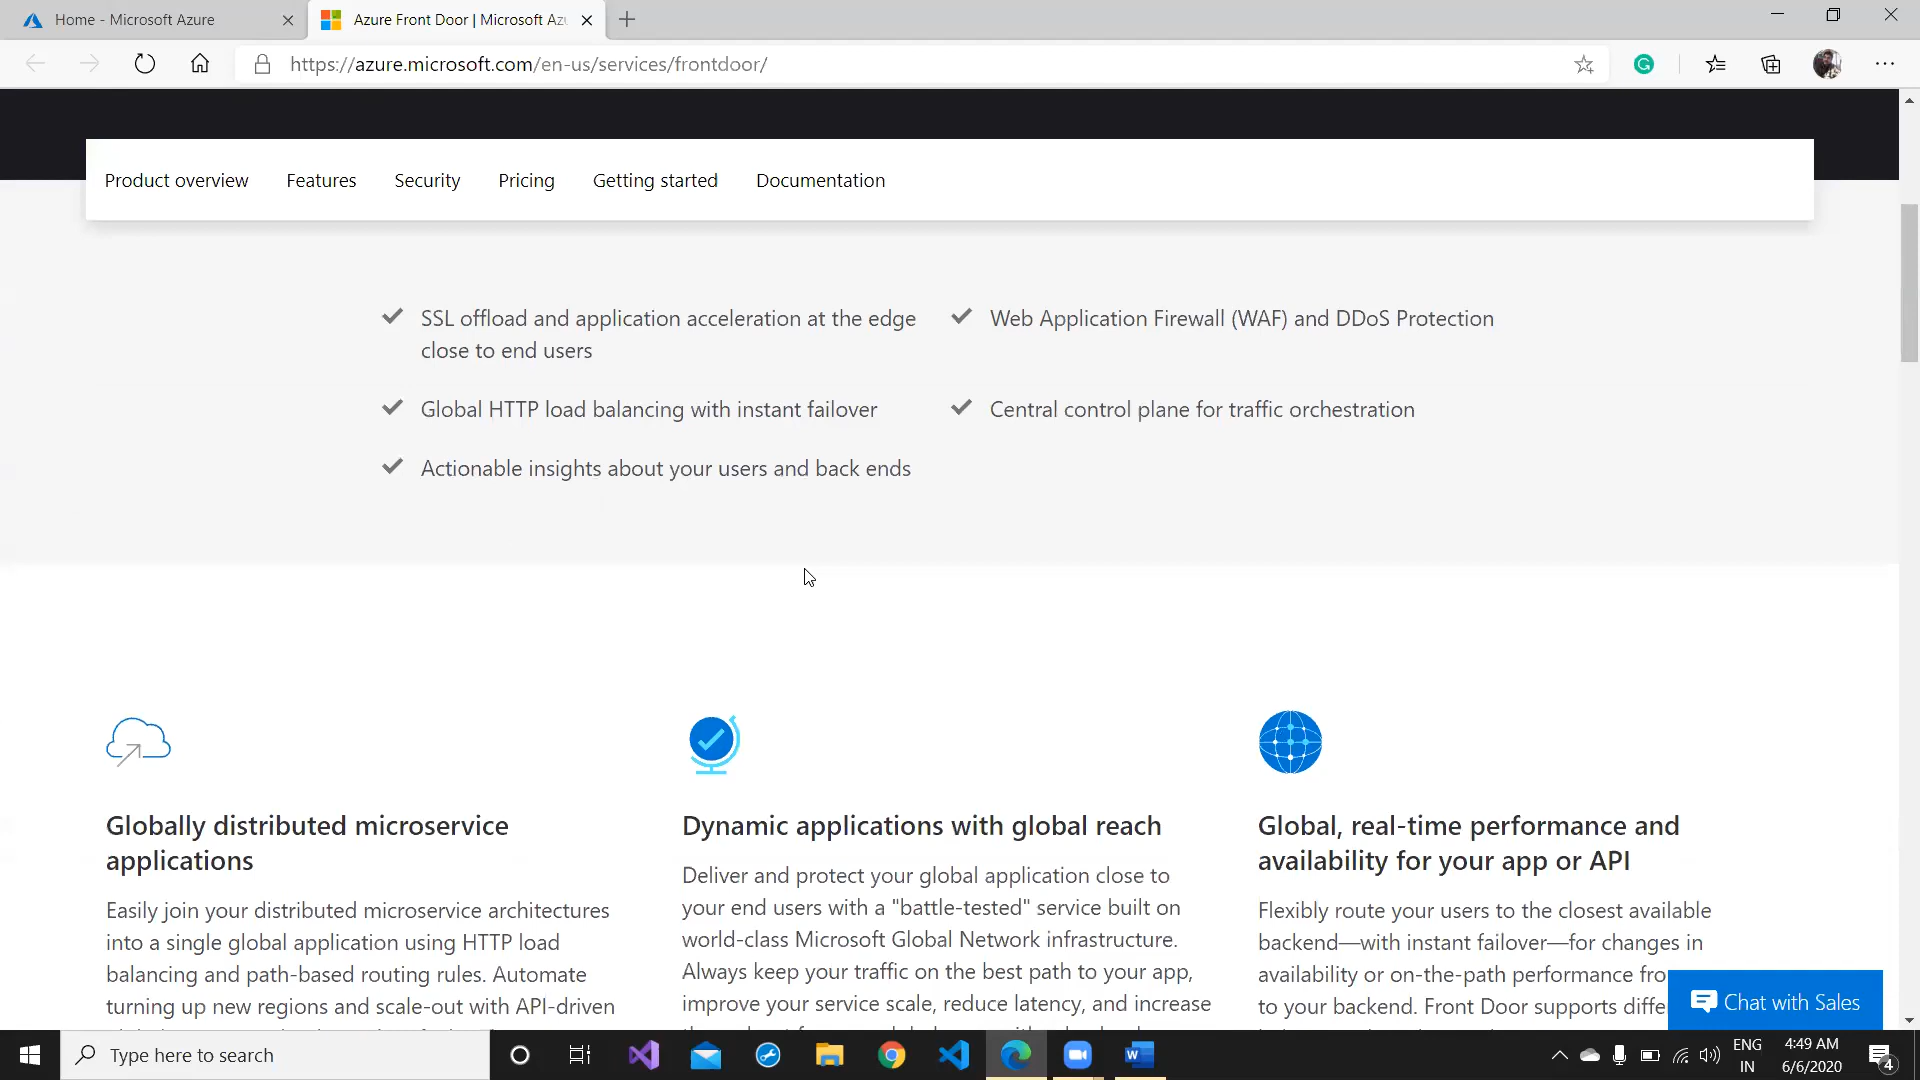 Home - Microsoft Azure
Azure Front Door | Microsoft Az
https://azure.microsoft.com/en-us/services/frontdoor/
Product overview
Features
Security
Pricing
Getting started
Documentation
SSL offload and application acceleration at the edge
close to end users
Web Application Firewall (WAF) and DDoS Protection
Global HTTP load balancing with instant failover
Central control plane for traffic orchestration
Actionable insights about your users and back ends
Globally distributed microservice
applications
Easily join your distributed microservice architectures
into a single global application using HTTP load
balancing and path-based routing rules. Automate
turning up new regions and scale-out with API-driven
Dynamic applications with global reach
Deliver and protect your global application close to
your end users with a "battle-tested" service built on
world-class Microsoft Global Network infrastructure.
Always keep your traffic on the best path to your app,
improve your service scale, reduce latency, and increase
Global, real-time performance and
availability for your app or API
Flexibly route your users to the closest available
backend—with instant failover—for changes in
availability or on-the-path performance fro
to your backend. Front Door supports diffe
Chat with Sales
Type here to search
ENG
IN
4:49 AM
6/6/2020
4